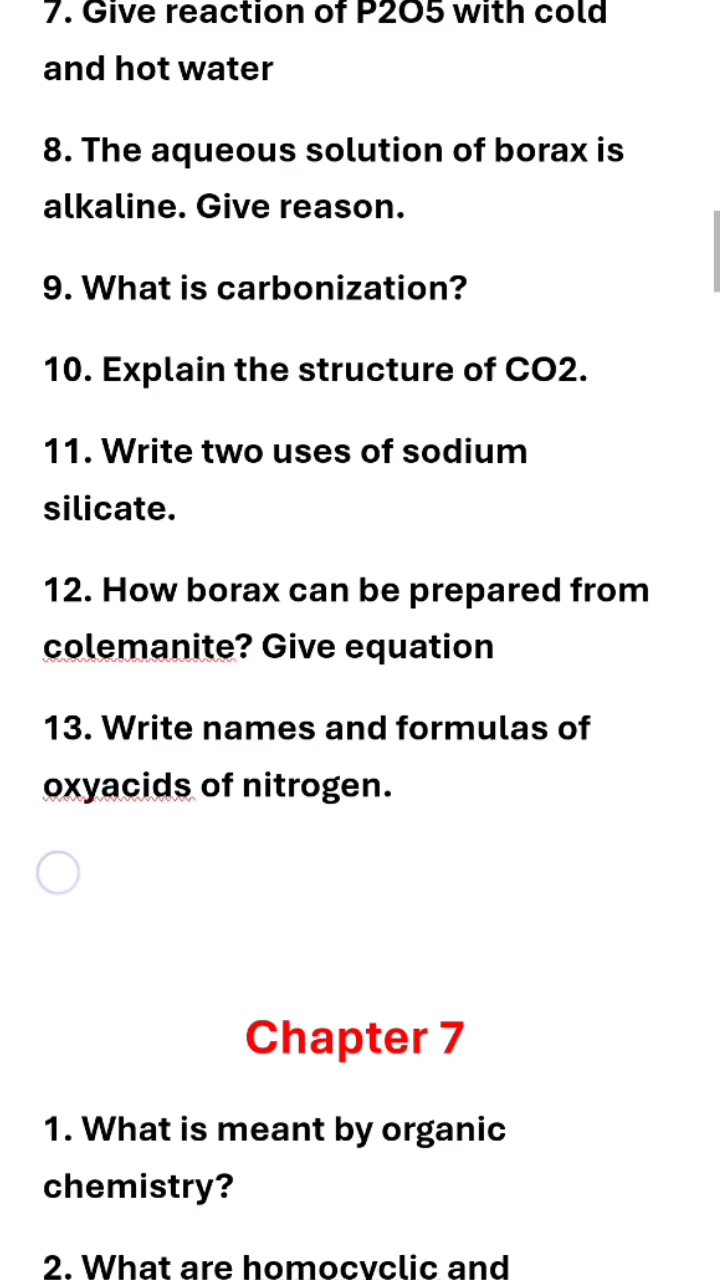 7. Give reaction of P2O5 with cold
and hot water
8. The aqueous solution of borax is
alkaline. Give reason.
9. What is carbonization?
10. Explain the structure of CO2.
11. Write two uses of sodium
silicate.
12. How borax can be prepared from
colemanite? Give equation
13. Write names and formulas of
oxyacids of nitrogen.
Chapter 7
1. What is meant by organic
chemistry?
2. What are homocyclic and